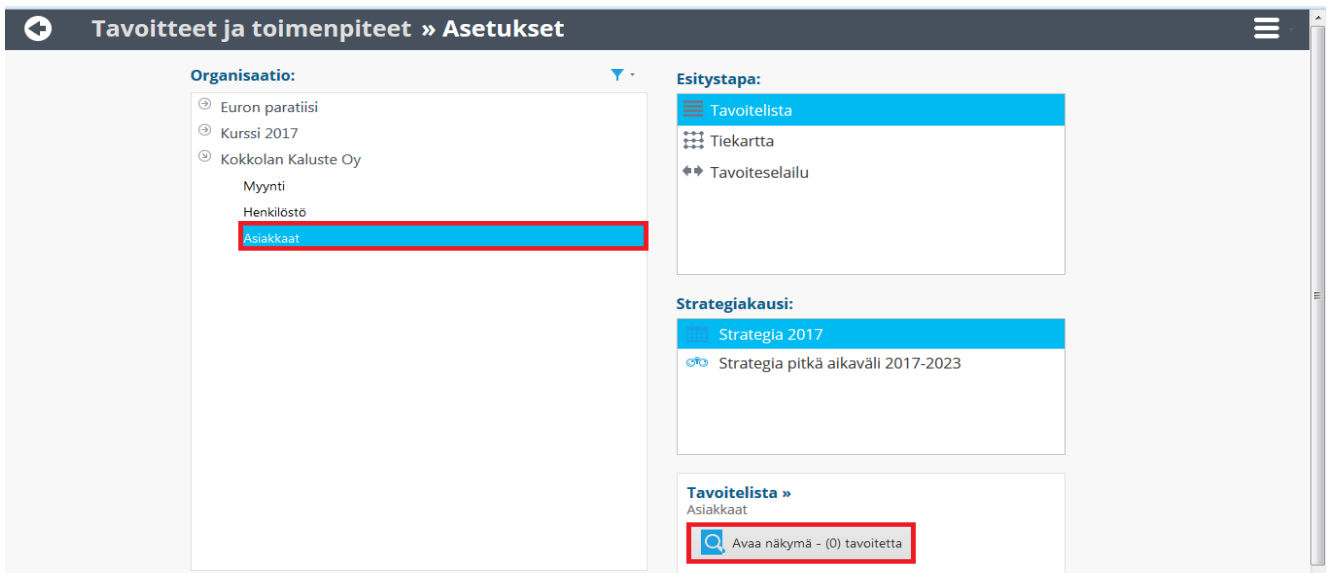 Tavoitteet ja toimenpiteet » Asetukset
Organisaatio:
Euron paratiisi
Kurssi 2017
Kokkolan Kaluste Oy
Myynti
Henkilöstö
Asiakkaat
Esitystapa:
Tavoitelista
Tiekartta
Tavoiteselailu
Strategiakausi:
Strategia 2017
Strategia pitkä aikaväli 2017-2023
Tavoitelista »
Asiakkaat
Avaa näkymä - (0) tavoitetta